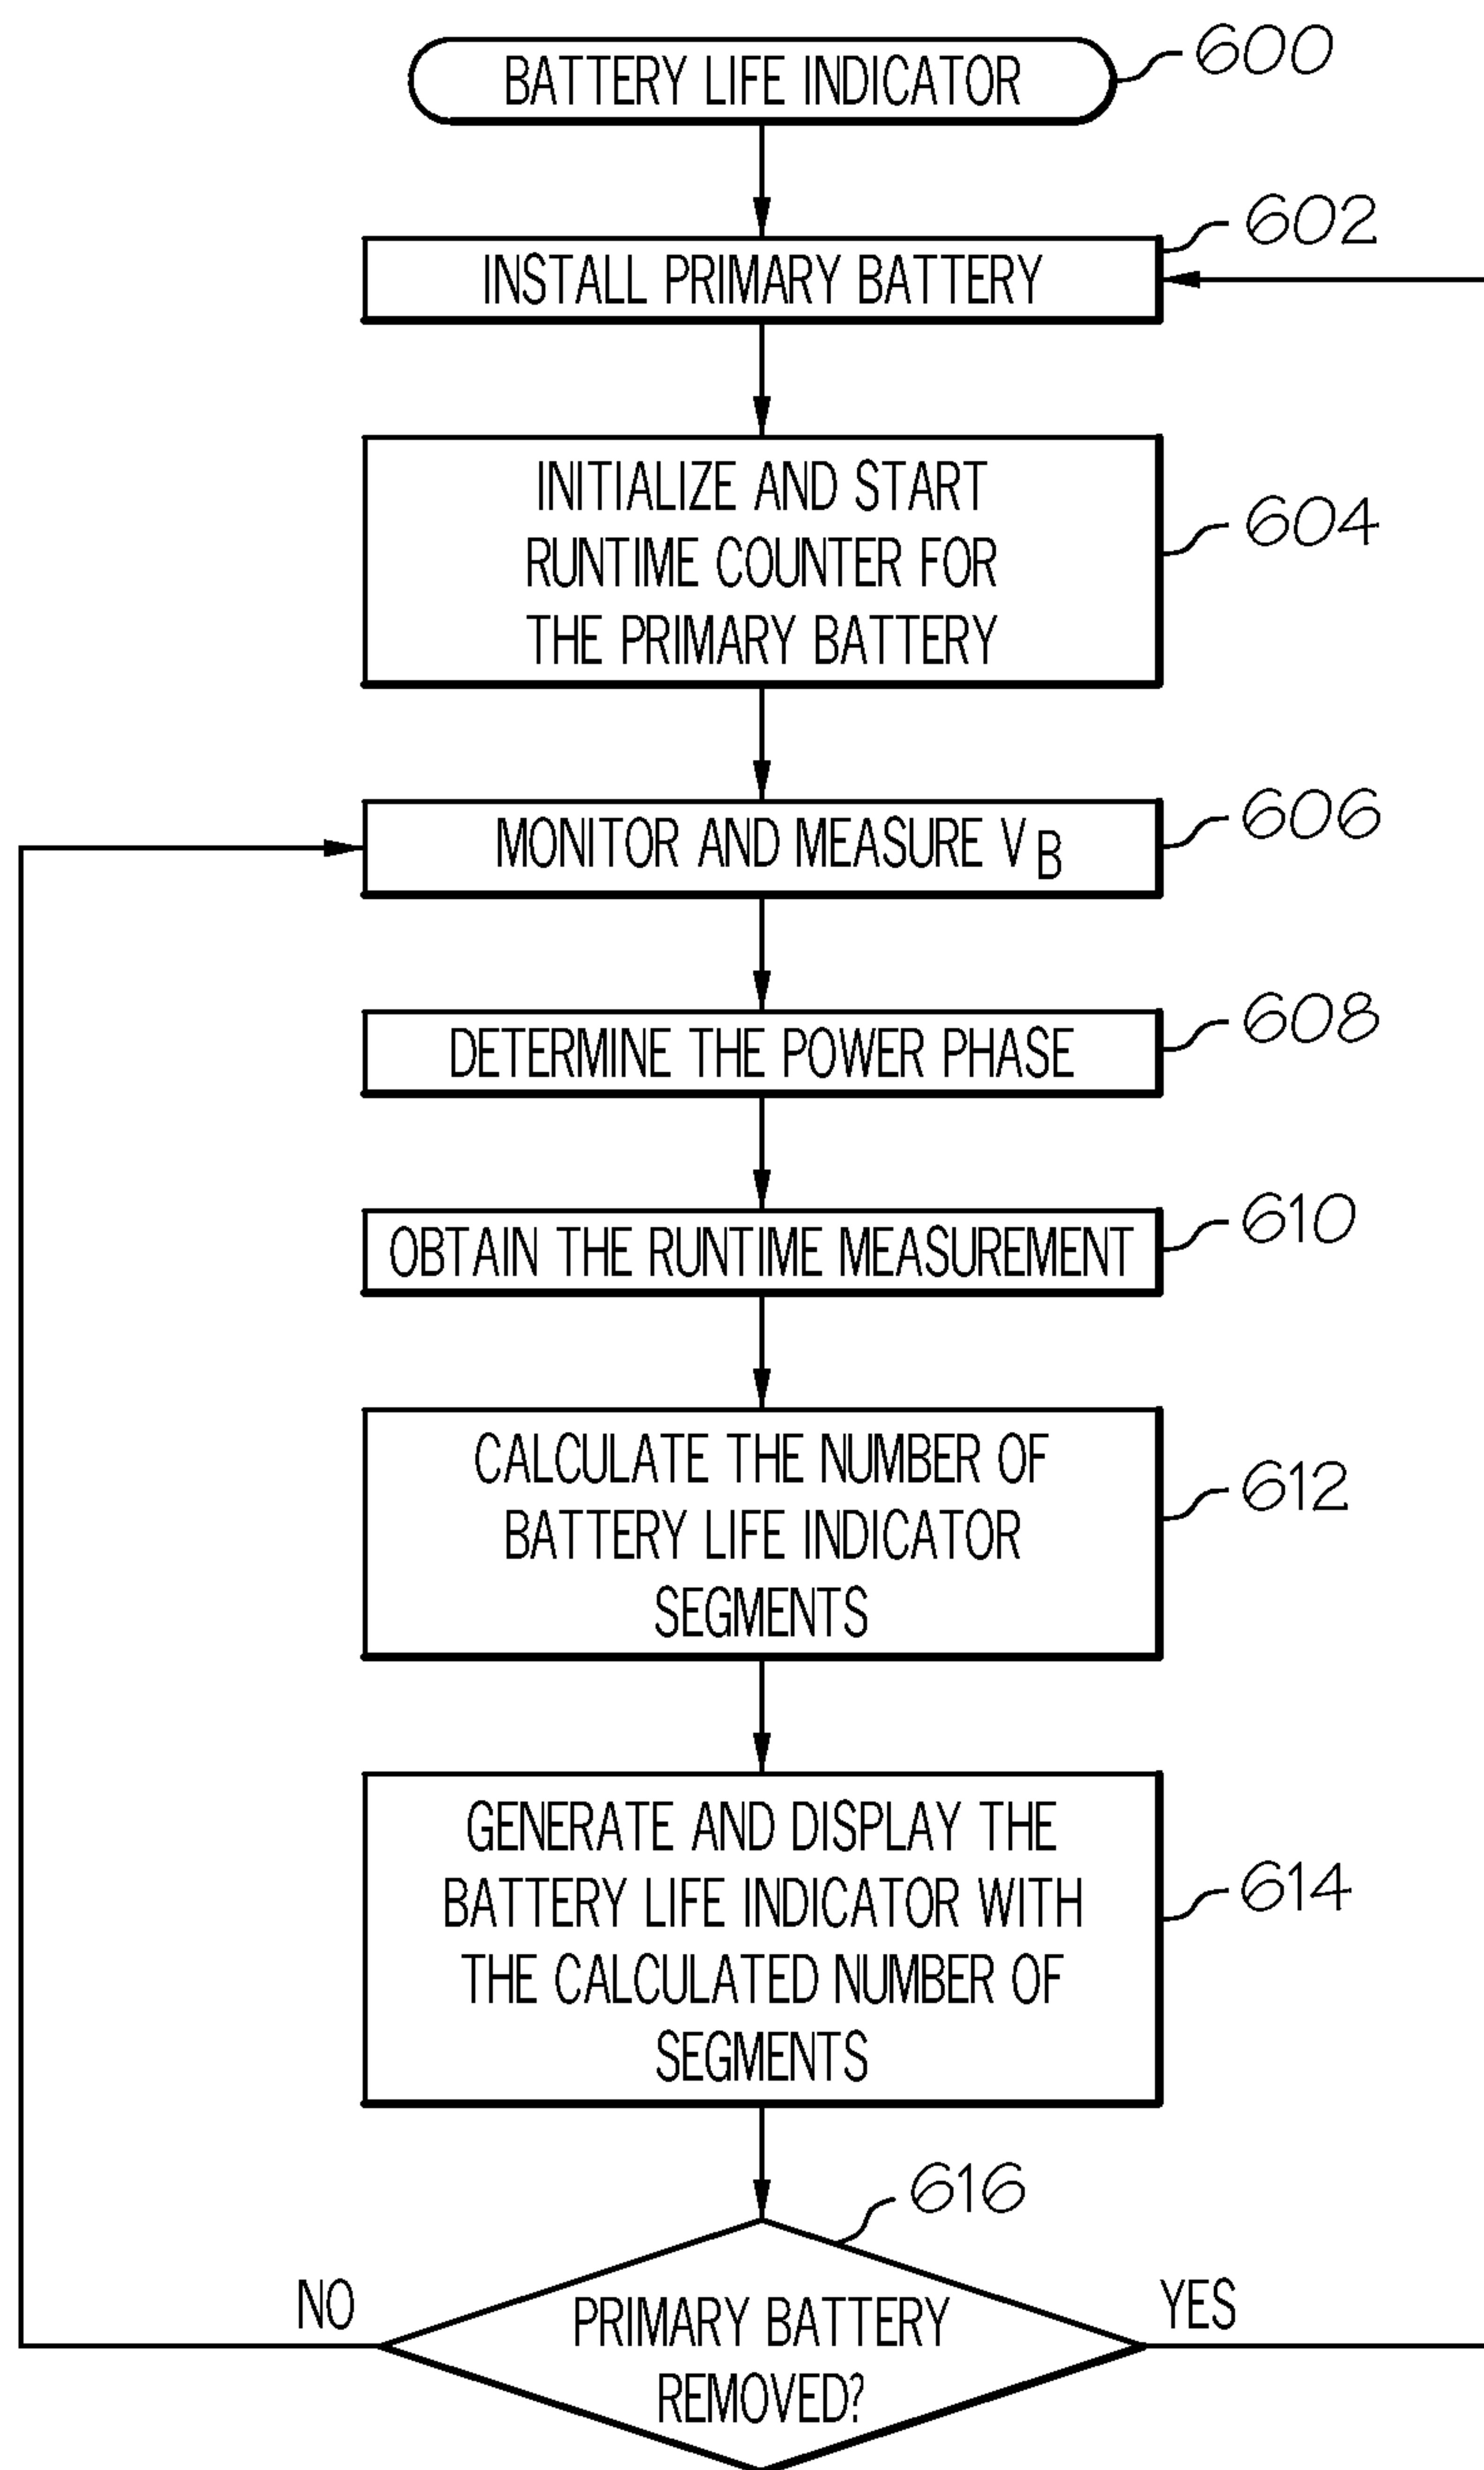 BATTERY LIFE INDICATOR
600
602
INSTALL PRIMARY BATTERY
INITIALIZE AND START
RUNTIME COUNTER FOR
THE PRIMARY BATTERY
604
MONITOR AND MEASURE VB
606
DETERMINE THE POWER PHASE
608
OBTAIN THE RUNTIME MEASUREMENT
610
CALCULATE THE NUMBER OF
BATTERY LIFE INDICATOR
SEGMENTS
612
GENERATE AND DISPLAY THE
BATTERY LIFE INDICATOR WITH
THE CALCULATED NUMBER OF
SEGMENTS
614
616
NO
YES
PRIMARY BATTERY
REMOVED?